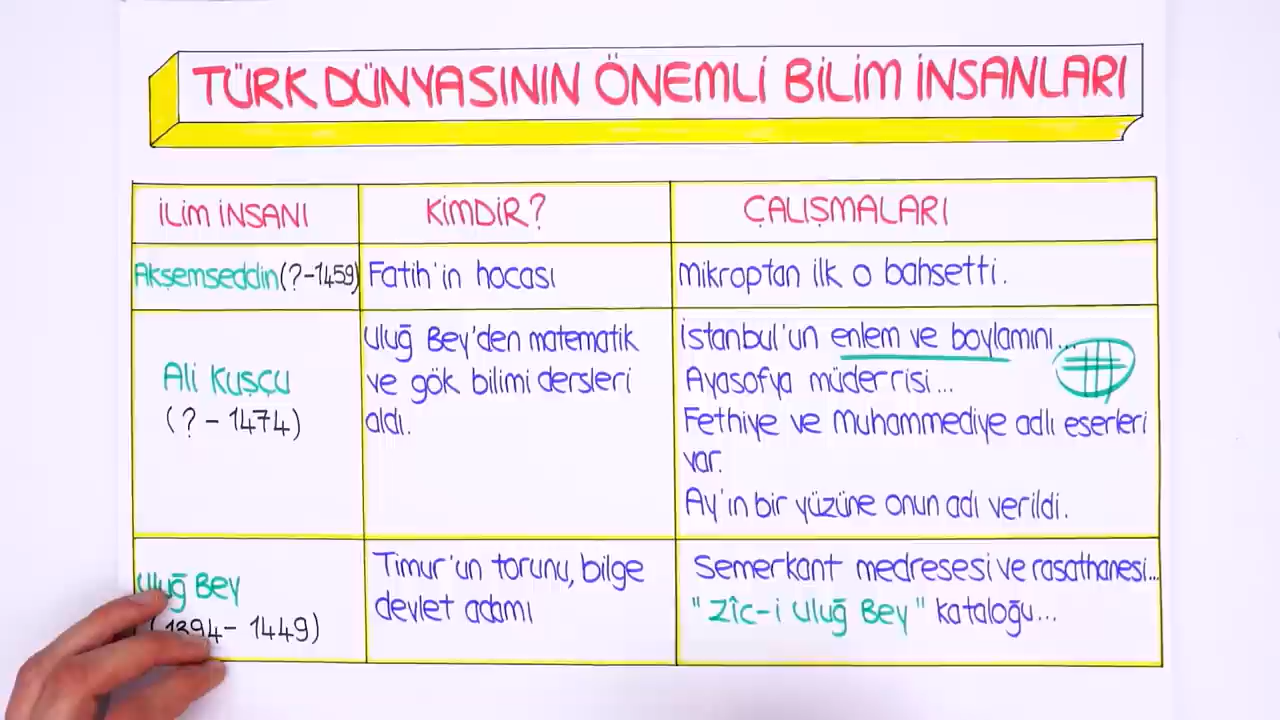 TÜRK DÜNYASININ ÖNEMLİ BİLİM İNSANLARI
İLİM İNSANI
KİMDİR?
ÇALIŞMALARI
Akşemseddin (?-1459)
Fatih'in hocası
mikroptan ilk o bahsetti.
Ali Kuşçu
(? - 1474)
Uluğ Bey'den matematik
ve gök bilimi dersleri
aldı.
İstanbul'un enlem ve boylamını...
Ayasofya müderrisi...
Fethiye ve Muhammediye adlı eserleri
var.
Ay'ın bir yüzüne onun adı verildi.
Uluğ Bey
(1394 - 1449)
Timur'un torunu, bilge
devlet adamı
Semerkant medresesi ve rasathanesi...
"Zîc-i Uluğ Bey" kataloğu...